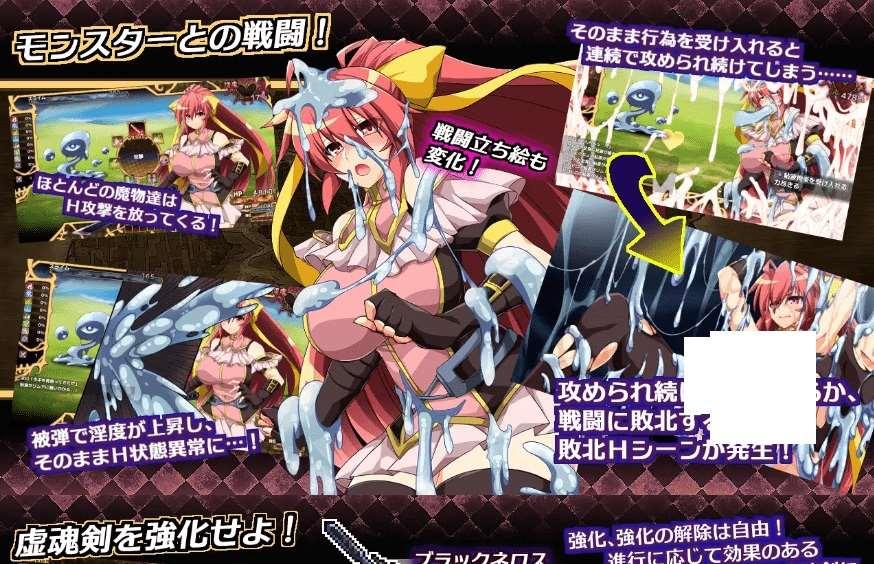 モンスターとの戦闘！
そのまま行為を受け入れると
連続で攻められ続けてしまう……
戦闘立ち絵も
変化！
ほとんどの魔物達は
H攻撃を放ってくる！
被弾で淫度が上昇し、
そのままH状態異常に…！
攻められ続け
か、
戦闘に敗北す
敗北Hシーンが発生！
虚魂剣を強化せよ！
ブラックネロス
強化、強化の解除は自由！
進行に応じて効果のある